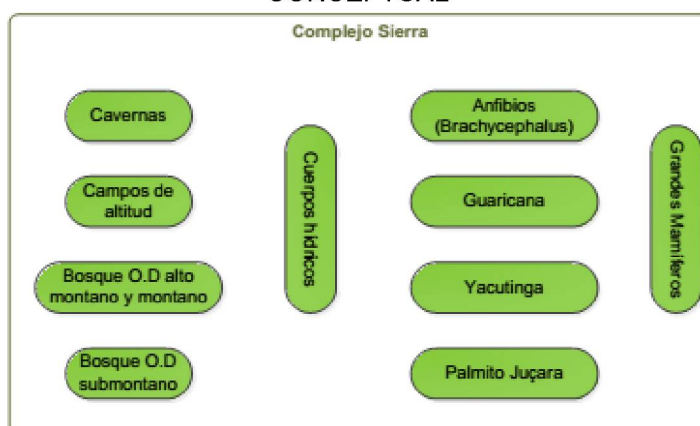 Complejo Sierra
Cavernas
Campos de
altitud
Bosque O.D alto
montano y montano
Bosque O.D
submontano
Cuerpos hídricos
Anfibios
(Brachycephalus)
Guaricana
Yacutinga
Palmito Juçara
Grandes Mamíferos